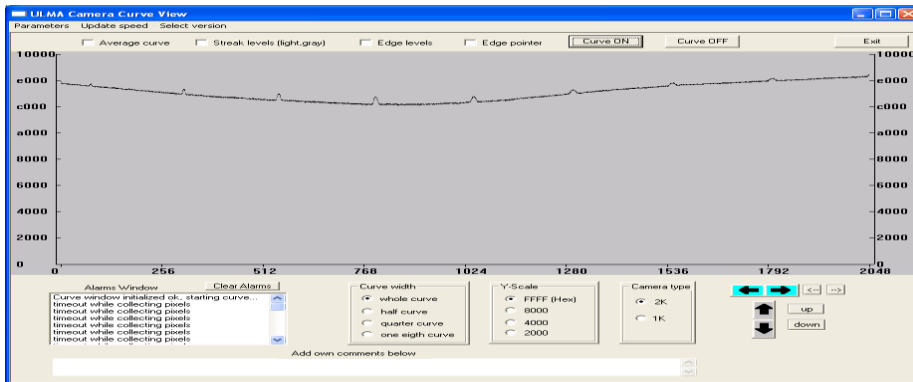 ULMA Camera Curve View
Parameters Update speed Select version
Average curve Streak levels (light,gray) Edge levels Edge pointer Curve ON Curve OFF Exit
10000 10000
e000 e000
c000 c000
a000 a000
8000 8000
6000 6000
4000 4000
2000 2000
0 0
0 256 512 768 1024 1280 1536 1792 2048
Alarms Window Clear Alarms
Curve window initialized ok, starting curve...
timeout while collecting pixels
timeout while collecting pixels
timeout while collecting pixels
timeout while collecting pixels
timeout while collecting pixels
Curve width
whole curve
half curve
quarter curve
one eigth curve
Y-Scale
FFFF (Hex)
8000
4000
2000
Camera type
2K
1K
<-- -->
up
down
Add own comments below